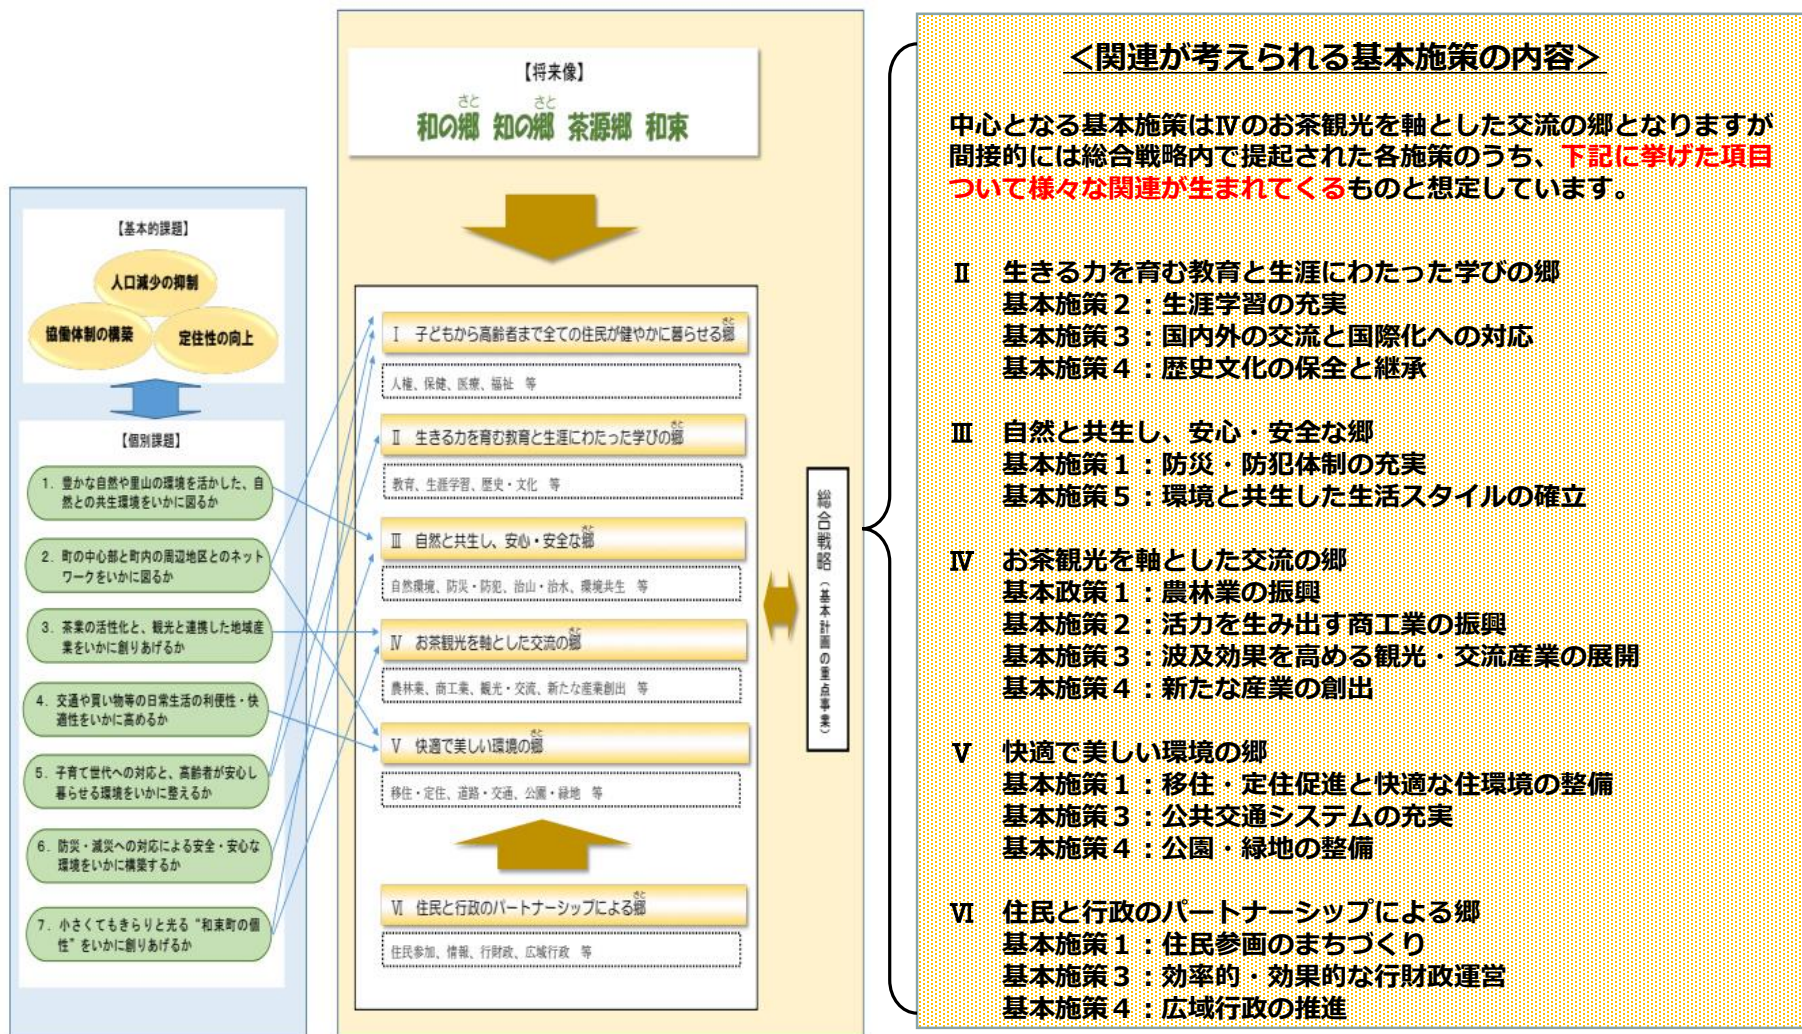 【基本的課題】
人口減少の抑制
協働体制の構築
定住性の向上
【個別課題】
1．豊かな自然や里山の環境を活かした、自
然との共生環境をいかに図るか
2．町の中心部と町内の周辺地区とのネット
ワークをいかに図るか
3．茶業の活性化と、観光と連携した地域産
業をいかに創りあげるか
4．交通や買い物等の日常生活の利便性・快
適性をいかに高めるか
5．子育て世代への対応と、高齢者が安心し
暮らせる環境をいかに整えるか
6．防災・減災への対応による安全・安心な
環境をいかに構築するか
7．小さくてもきらりと光る“和束町の個
性”をいかに創りあげるか
【将来像】
さと さと
和の郷 知の郷 茶源郷 和束
さと
Ⅰ 子どもから高齢者まで全ての住民が健やかに暮らせる郷
人権、保健、医療、福祉 等
さと
Ⅱ 生きる力を育む教育と生涯にわたった学びの郷
教育、生涯学習、歴史・文化 等
さと
Ⅲ 自然と共生し、安心・安全な郷
自然環境、防災・防犯、治山・治水、環境共生 等
さと
Ⅳ お茶観光を軸とした交流の郷
農林業、商工業、観光・交流、新たな産業創出 等
さと
Ⅴ 快適で美しい環境の郷
移住・定住、道路・交通、公園・緑地 等
さと
Ⅵ 住民と行政のパートナーシップによる郷
住民参加、情報、行財政、広域行政 等
総合戦略（基本計画の重点事業）
＜関連が考えられる基本施策の内容＞
中心となる基本施策はⅣのお茶観光を軸とした交流の郷となりますが
間接的には総合戦略内で提起された各施策のうち、下記に挙げた項目
ついて様々な関連が生まれてくるものと想定しています。
Ⅱ 生きる力を育む教育と生涯にわたった学びの郷
基本施策２：生涯学習の充実
基本施策３：国内外の交流と国際化への対応
基本施策４：歴史文化の保全と継承
Ⅲ 自然と共生し、安心・安全な郷
基本施策１：防災・防犯体制の充実
基本施策５：環境と共生した生活スタイルの確立
Ⅳ お茶観光を軸とした交流の郷
基本政策１：農林業の振興
基本施策２：活力を生み出す商工業の振興
基本施策３：波及効果を高める観光・交流産業の展開
基本施策４：新たな産業の創出
Ⅴ 快適で美しい環境の郷
基本施策１：移住・定住促進と快適な住環境の整備
基本施策３：公共交通システムの充実
基本施策４：公園・緑地の整備
Ⅵ 住民と行政のパートナーシップによる郷
基本施策１：住民参画のまちづくり
基本施策３：効率的・効果的な行財政運営
基本施策４：広域行政の推進